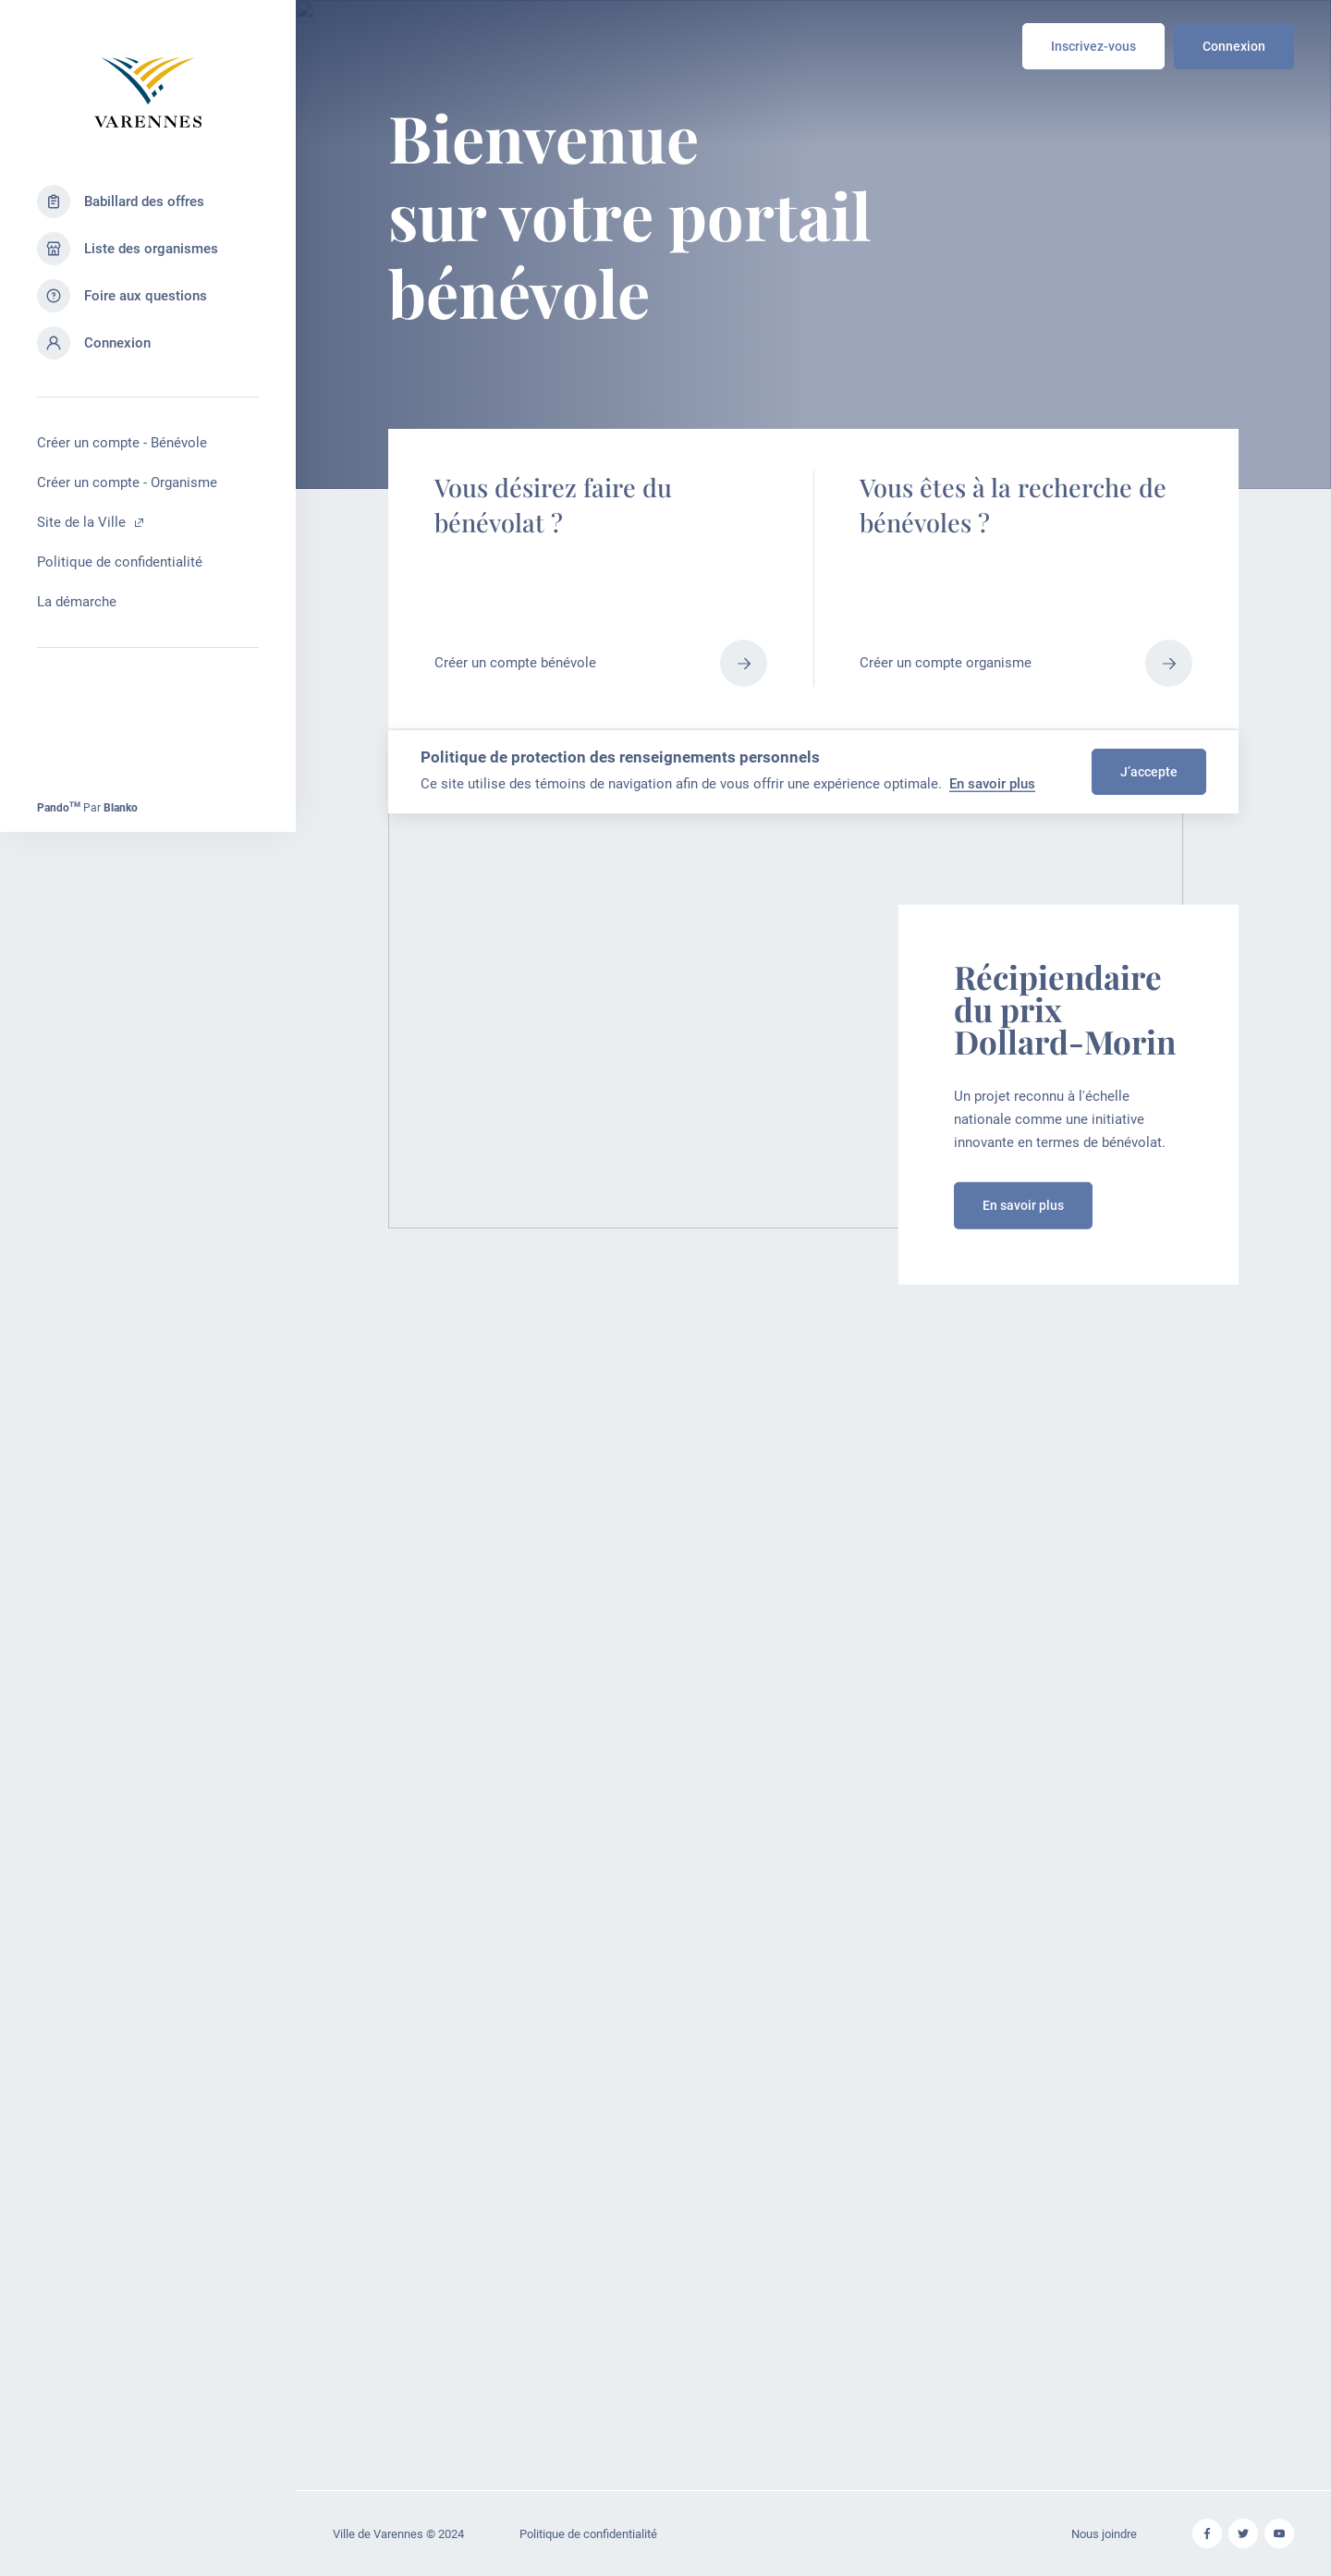 VARENNES
Babillard des offres
Liste des organismes
Foire aux questions
Connexion
Créer un compte - Bénévole
Créer un compte - Organisme
Site de la Ville
Politique de confidentialité
La démarche
Pando™ Par Blanko
Inscrivez-vous
Connexion
Bienvenue
sur votre portail
bénévole
Vous désirez faire du
bénévolat ?
Créer un compte bénévole
Vous êtes à la recherche de
bénévoles ?
Créer un compte organisme
Politique de protection des renseignements personnels
Ce site utilise des témoins de navigation afin de vous offrir une expérience optimale. En savoir plus
J’accepte
Récipiendaire
du prix
Dollard-Morin
Un projet reconnu à l'échelle
nationale comme une initiative
innovante en termes de bénévolat.
En savoir plus
Ville de Varennes © 2024
Politique de confidentialité
Nous joindre